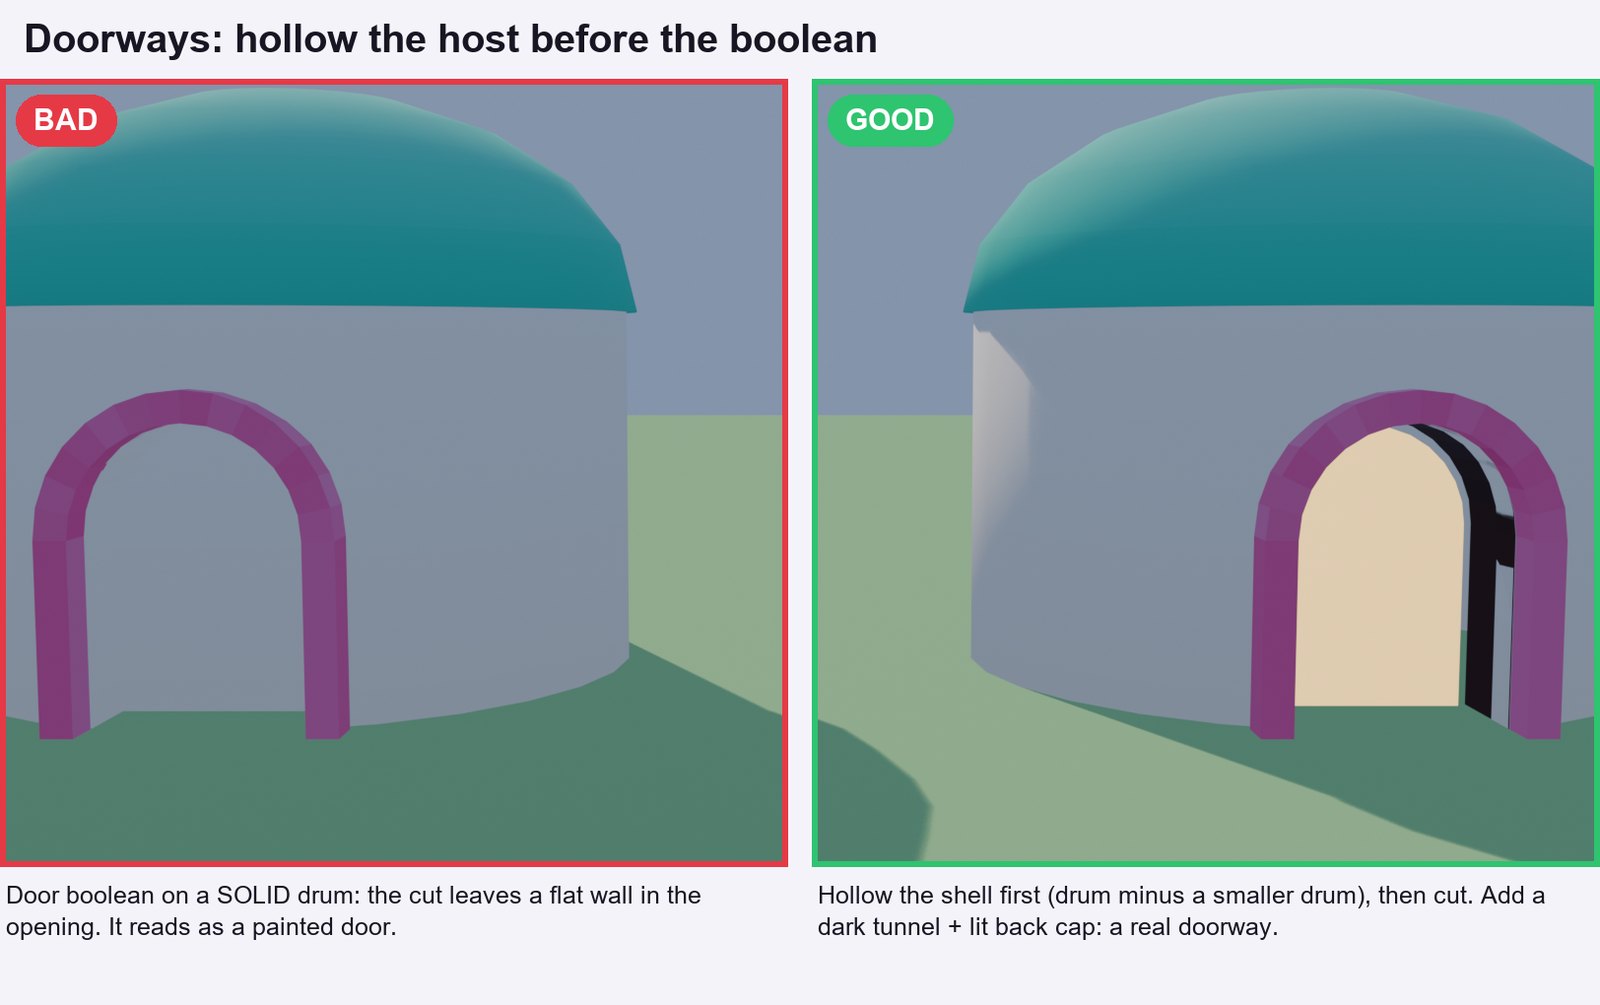 Doorways: hollow the host before the boolean
BAD
GOOD
Door boolean on a SOLID drum: the cut leaves a flat wall in the
opening. It reads as a painted door.
Hollow the shell first (drum minus a smaller drum), then cut. Add a
dark tunnel + lit back cap: a real doorway.